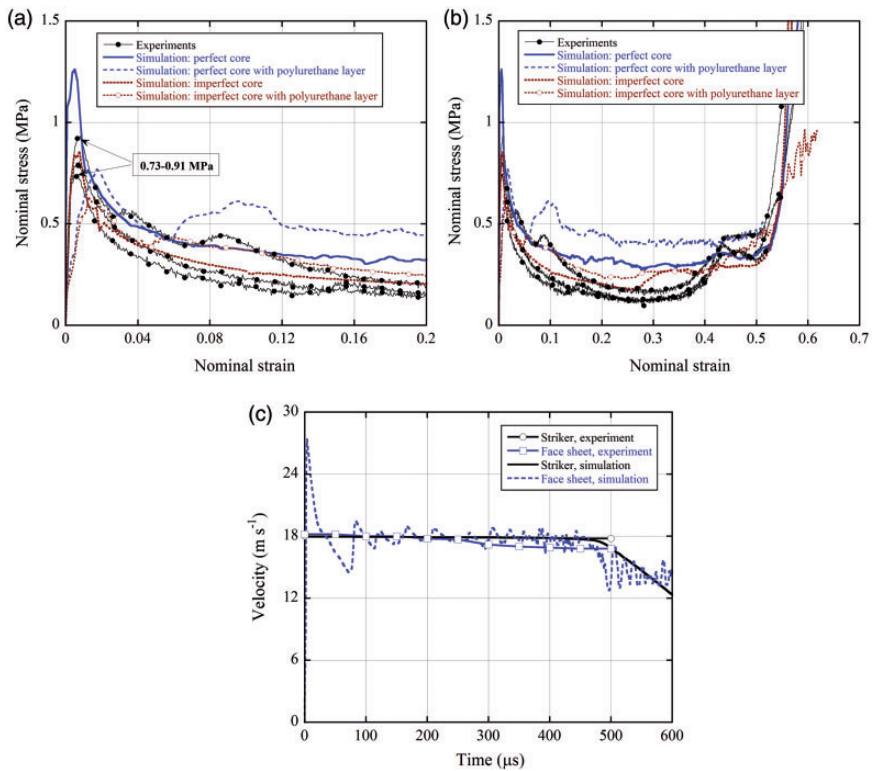 (a)
1.5
1
0.5
0
Nominal stress (MPa)
Experiments
Simulation: perfect core
Simulation: perfect core with poylurethane layer
Simulation: imperfect core
Simulation: imperfect core with polyurethane layer
0.73-0.91 MPa
0 0.04 0.08 0.12 0.16 0.2
Nominal strain
(b)
1.5
1
0.5
0
Nominal stress (MPa)
Experiments
Simulation: perfect core
Simulation: perfect core with poylurethane layer
Simulation: imperfect core
Simulation: imperfect core with polyurethane layer
0 0.1 0.2 0.3 0.4 0.5 0.6 0.7
Nominal strain
(c)
30
24
18
12
6
0
Velocity (m s⁻¹)
Striker, experiment
Face sheet, experiment
Striker, simulation
Face sheet, simulation
0 100 200 300 400 500 600
Time (μs)